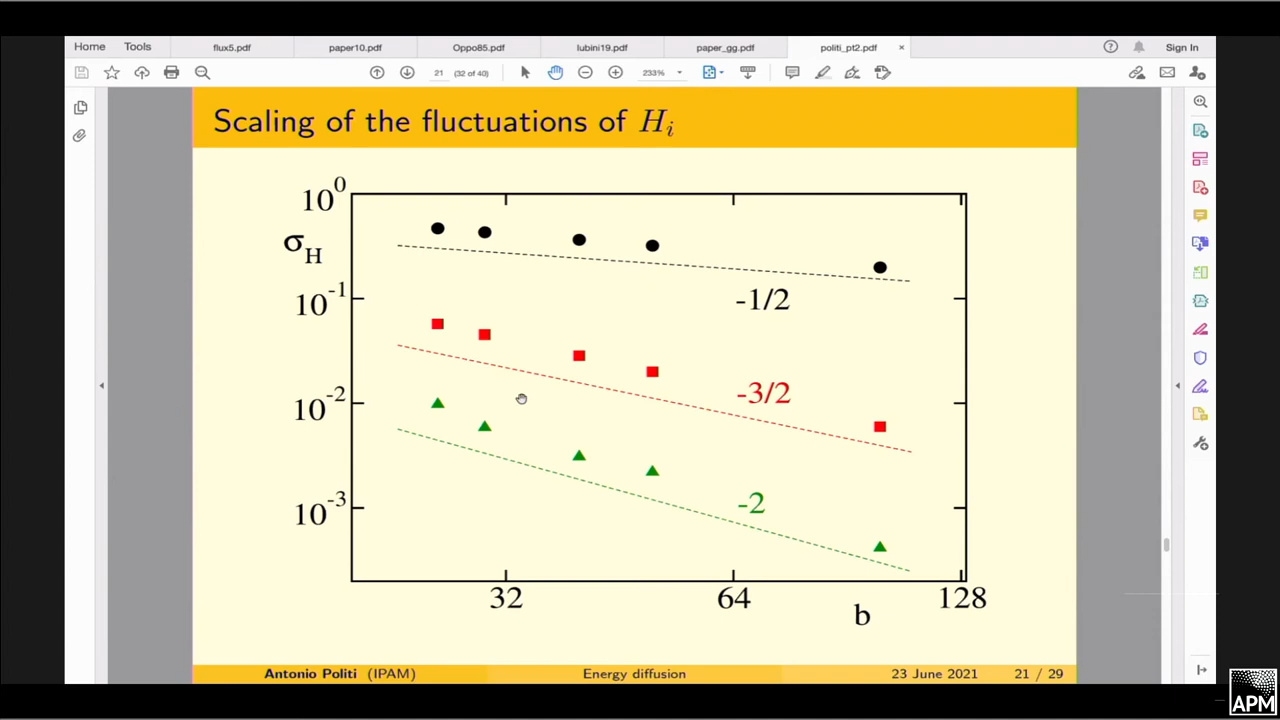 Home Tools flux5.pdf paper10.pdf Oppo85.pdf lubini19.pdf paper_gg.pdf politi_pt2.pdf × Sign In
21 (32 of 40) 233%
Scaling of the fluctuations of H_i
10^0
σ_H
10^-1
-1/2
10^-2
-3/2
10^-3
-2
32 64 128
b
Antonio Politi (IPAM) Energy diffusion 23 June 2021 21 / 29
APM